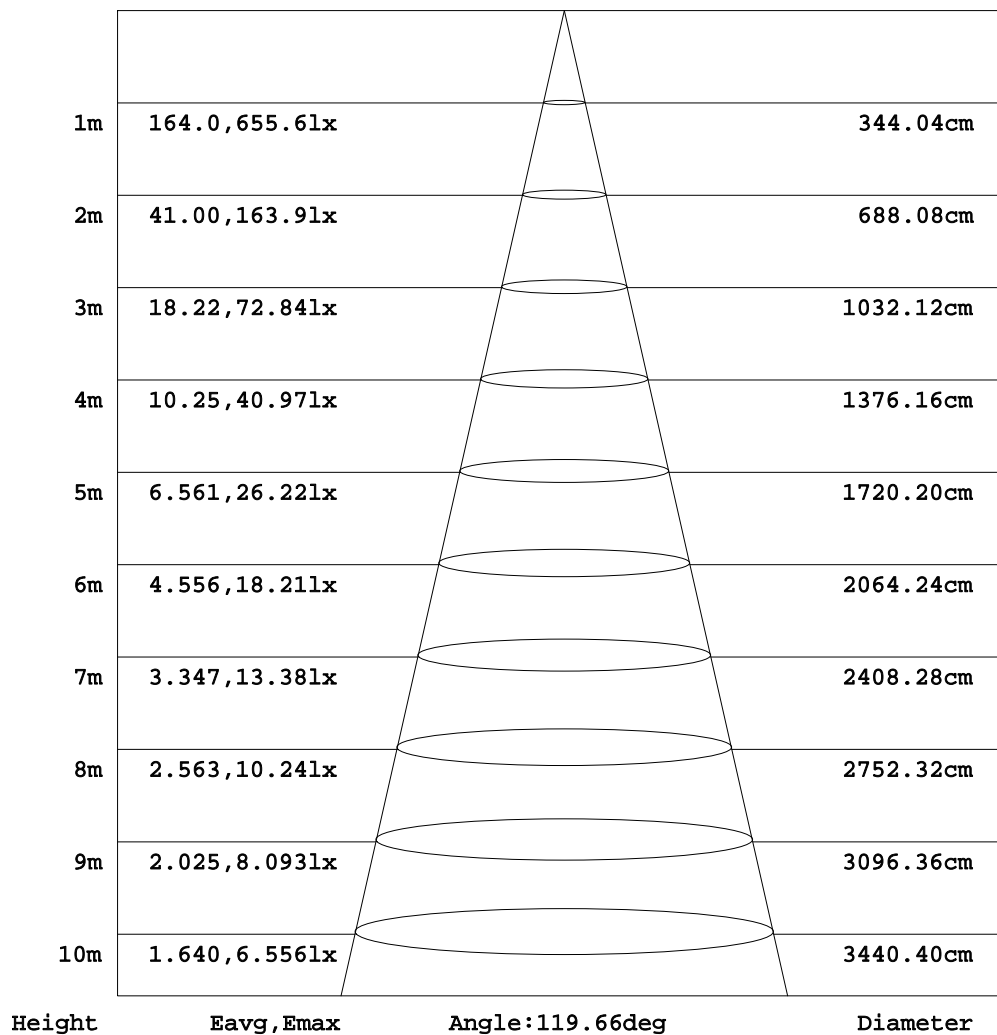 1m 164.0,655.6lx 344.04cm
2m 41.00,163.9lx 688.08cm
3m 18.22,72.84lx 1032.12cm
4m 10.25,40.97lx 1376.16cm
5m 6.561,26.22lx 1720.20cm
6m 4.556,18.21lx 2064.24cm
7m 3.347,13.38lx 2408.28cm
8m 2.563,10.24lx 2752.32cm
9m 2.025,8.093lx 3096.36cm
10m 1.640,6.556lx 3440.40cm
Height Eavg,Emax Angle:119.66deg Diameter